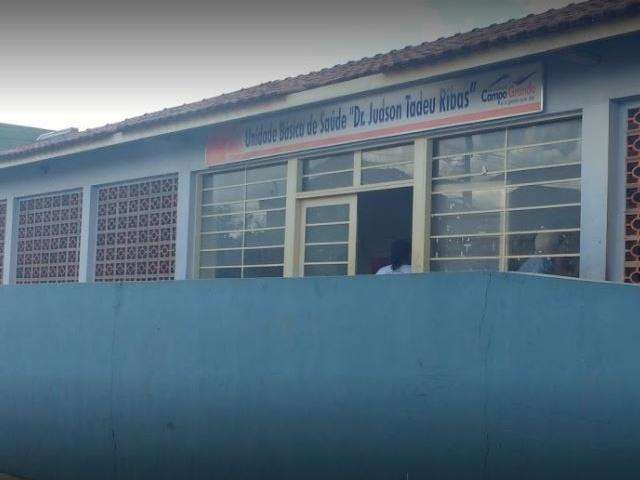 Unidade Básica de Saúde "Dr. Judson Tadeu Ribas"
Campo Grande